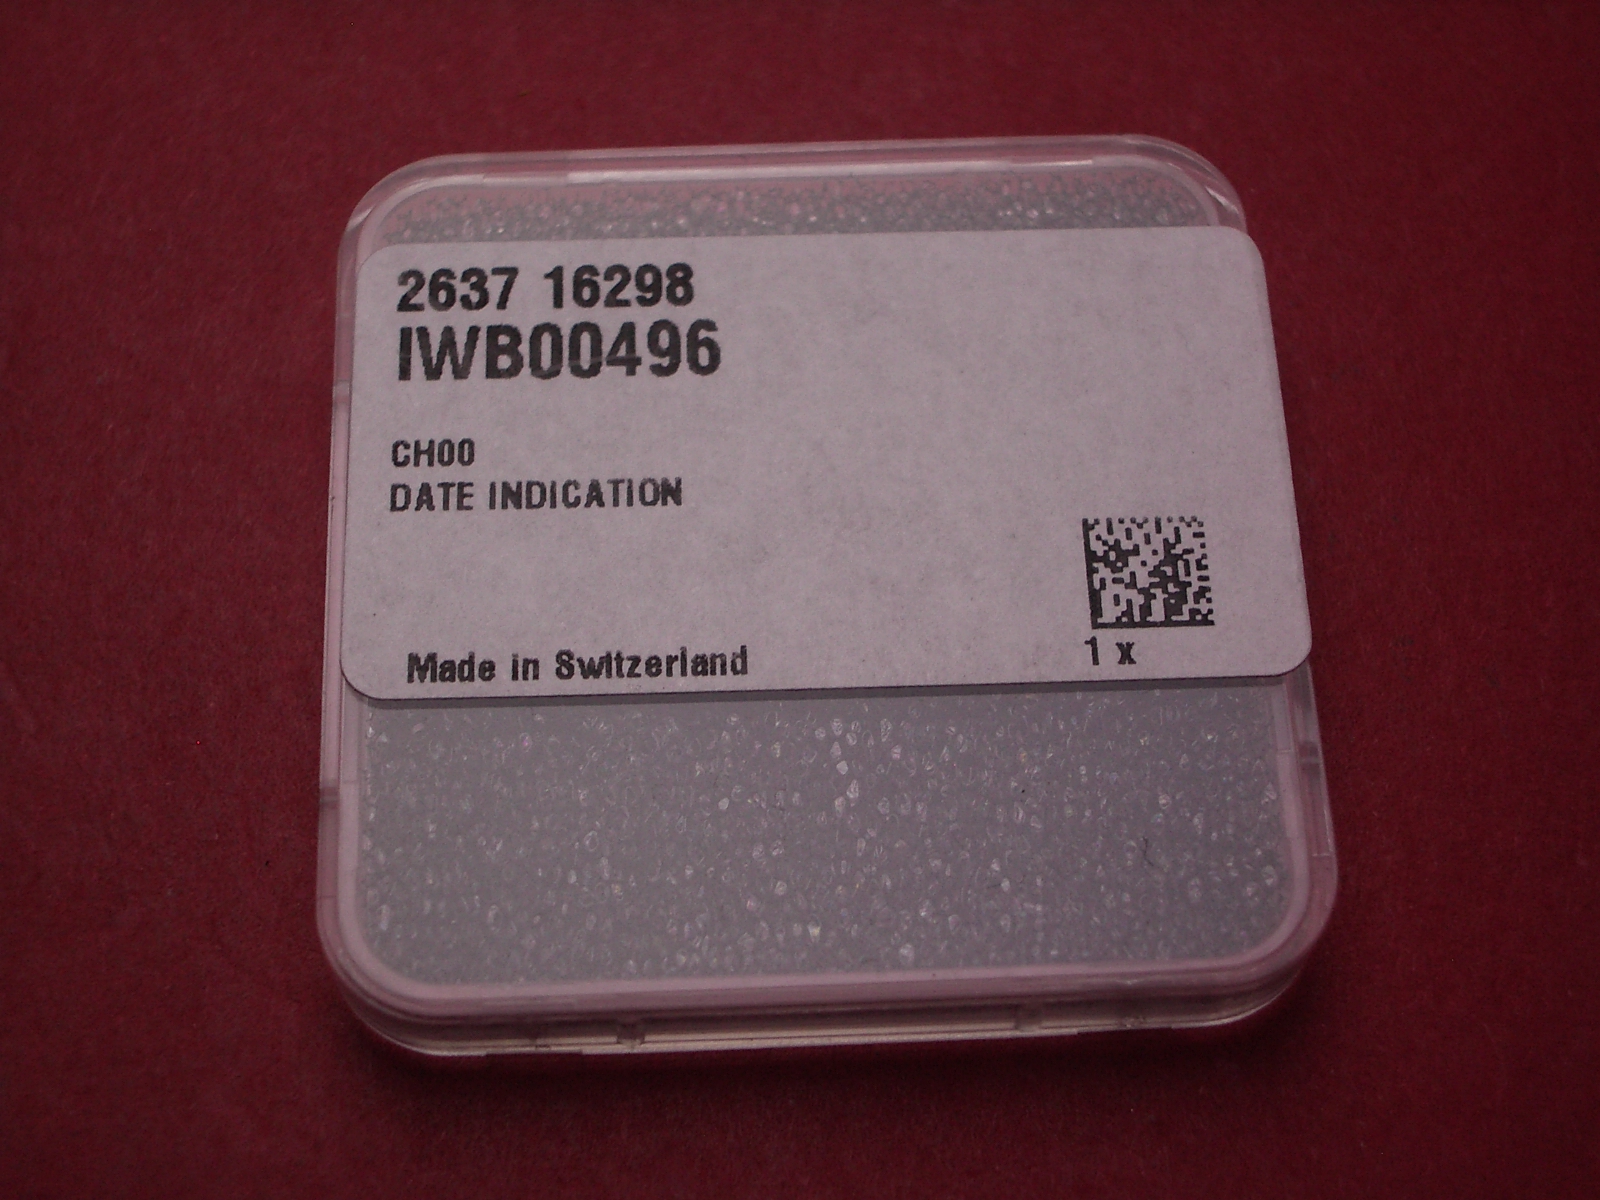 2637 16298
IWB00496
CH00
DATE INDICATION
1 x
Made in Switzerland